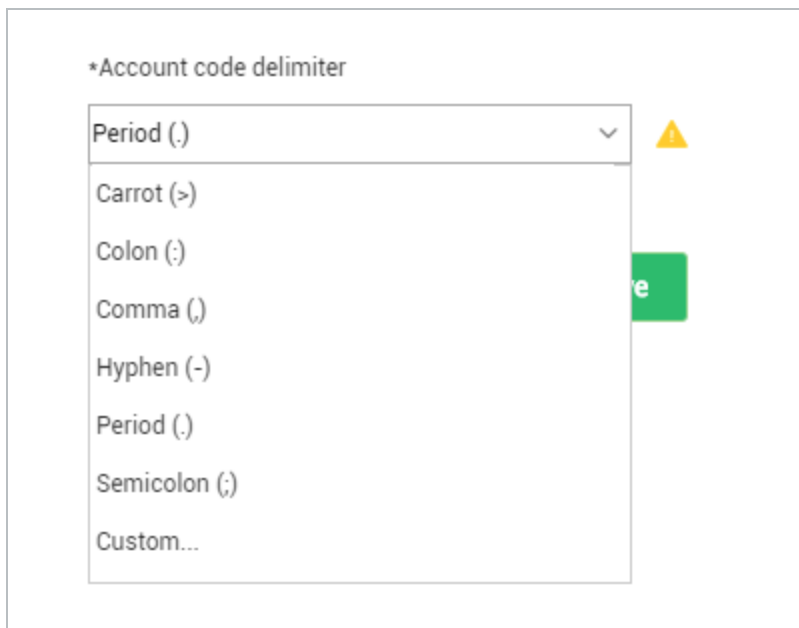 *Account code delimiter
Period (.)
Carrot (>)
Colon (:)
Comma (,)
Hyphen (-)
Period (.)
Semicolon (;)
Custom...